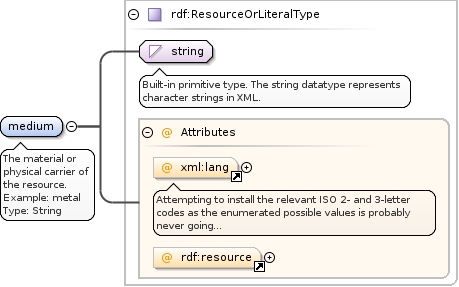 rdf:ResourceOrLiteralType
string
Built-in primitive type. The string datatype represents
character strings in XML.
medium
The material or
physical carrier of
the resource.
Example: metal
Type: String
@ Attributes
@ xml:lang
Attempting to install the relevant ISO 2- and 3-letter
codes as the enumerated possible values is probably
never going...
@ rdf:resource